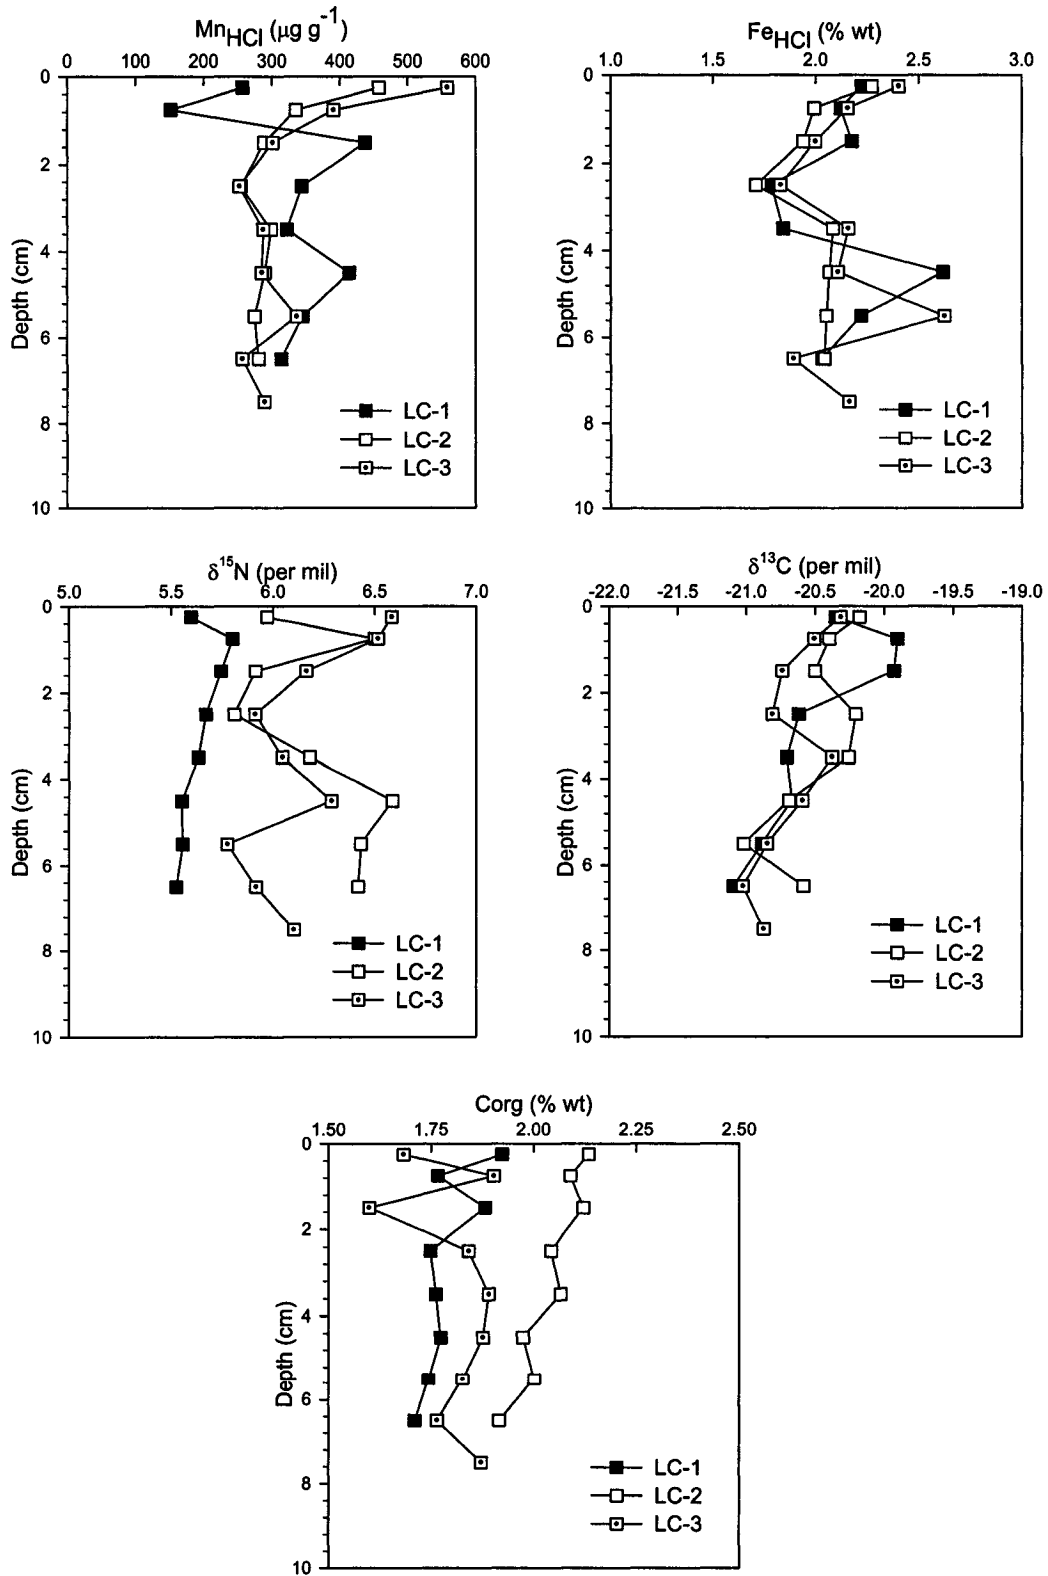 Mn_HCl (µg g⁻¹)
0 100 200 300 400 500 600
0
2
4
6
8
10
Depth (cm)
LC-1
LC-2
LC-3
Fe_HCl (% wt)
1.0 1.5 2.0 2.5 3.0
0
2
4
6
8
10
Depth (cm)
LC-1
LC-2
LC-3
δ¹⁵N (per mil)
5.0 5.5 6.0 6.5 7.0
0
2
4
6
8
10
Depth (cm)
LC-1
LC-2
LC-3
δ¹³C (per mil)
-22.0 -21.5 -21.0 -20.5 -20.0 -19.5 -19.0
0
2
4
6
8
10
Depth (cm)
LC-1
LC-2
LC-3
Corg (% wt)
1.50 1.75 2.00 2.25 2.50
0
2
4
6
8
10
Depth (cm)
LC-1
LC-2
LC-3